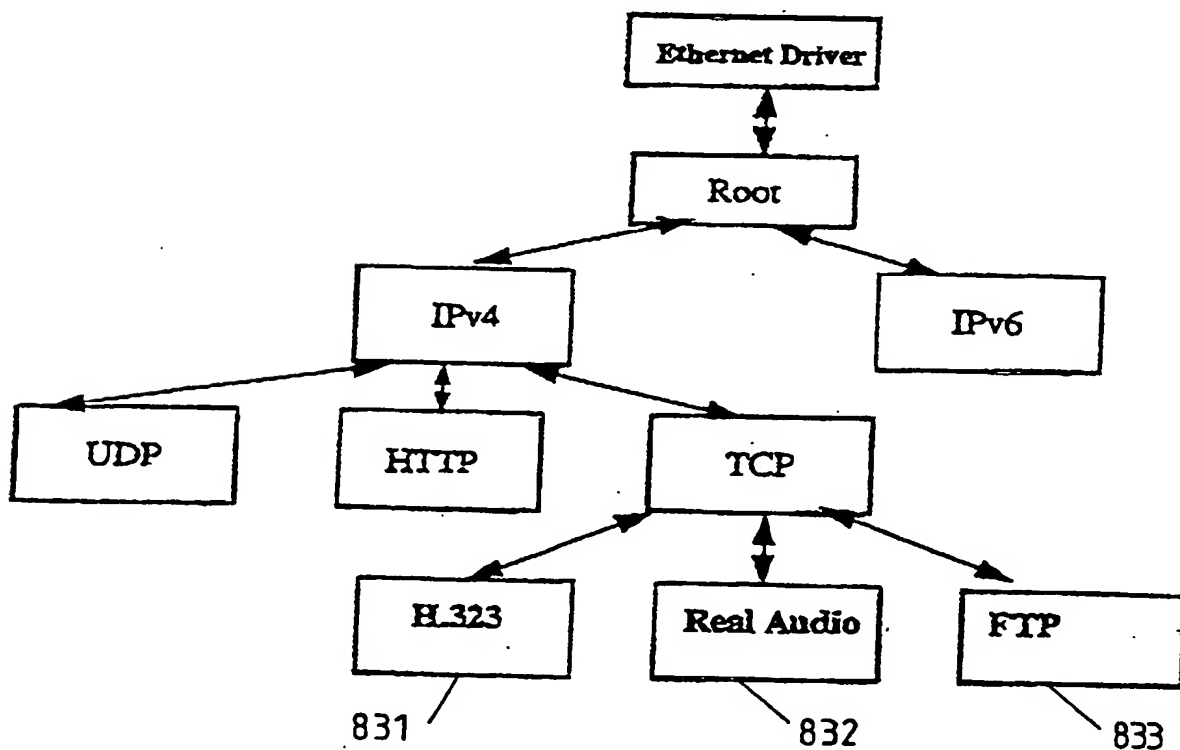 Ethernet Driver
Root
IPv4
IPv6
UDP
HTTP
TCP
H.323
Real Audio
FTP
831
832
833